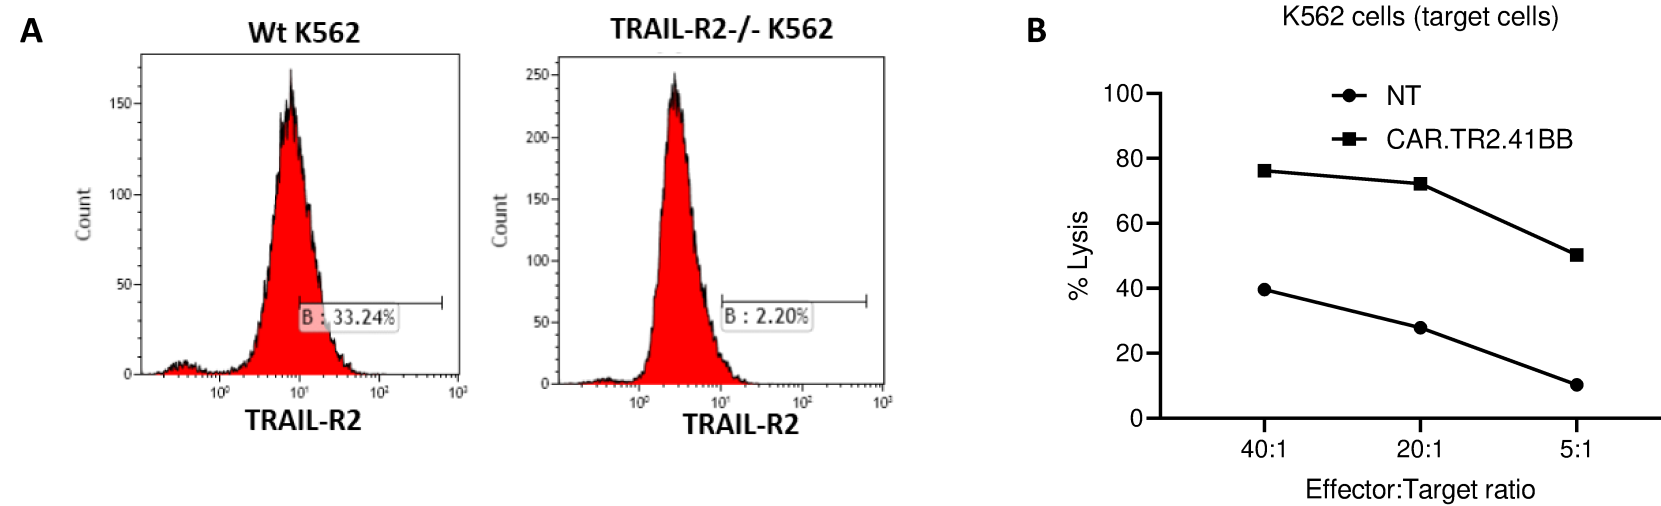 A
Wt K562
150
100
50
0
Count
B : 33.24%
10⁰ 10¹ 10² 10³
TRAIL-R2
TRAIL-R2-/- K562
250
200
150
100
50
0
Count
B : 2.20%
10⁰ 10¹ 10² 10³
TRAIL-R2
B
K562 cells (target cells)
NT
CAR.TR2.41BB
100
80
60
40
20
0
% Lysis
40:1 20:1 5:1
Effector:Target ratio